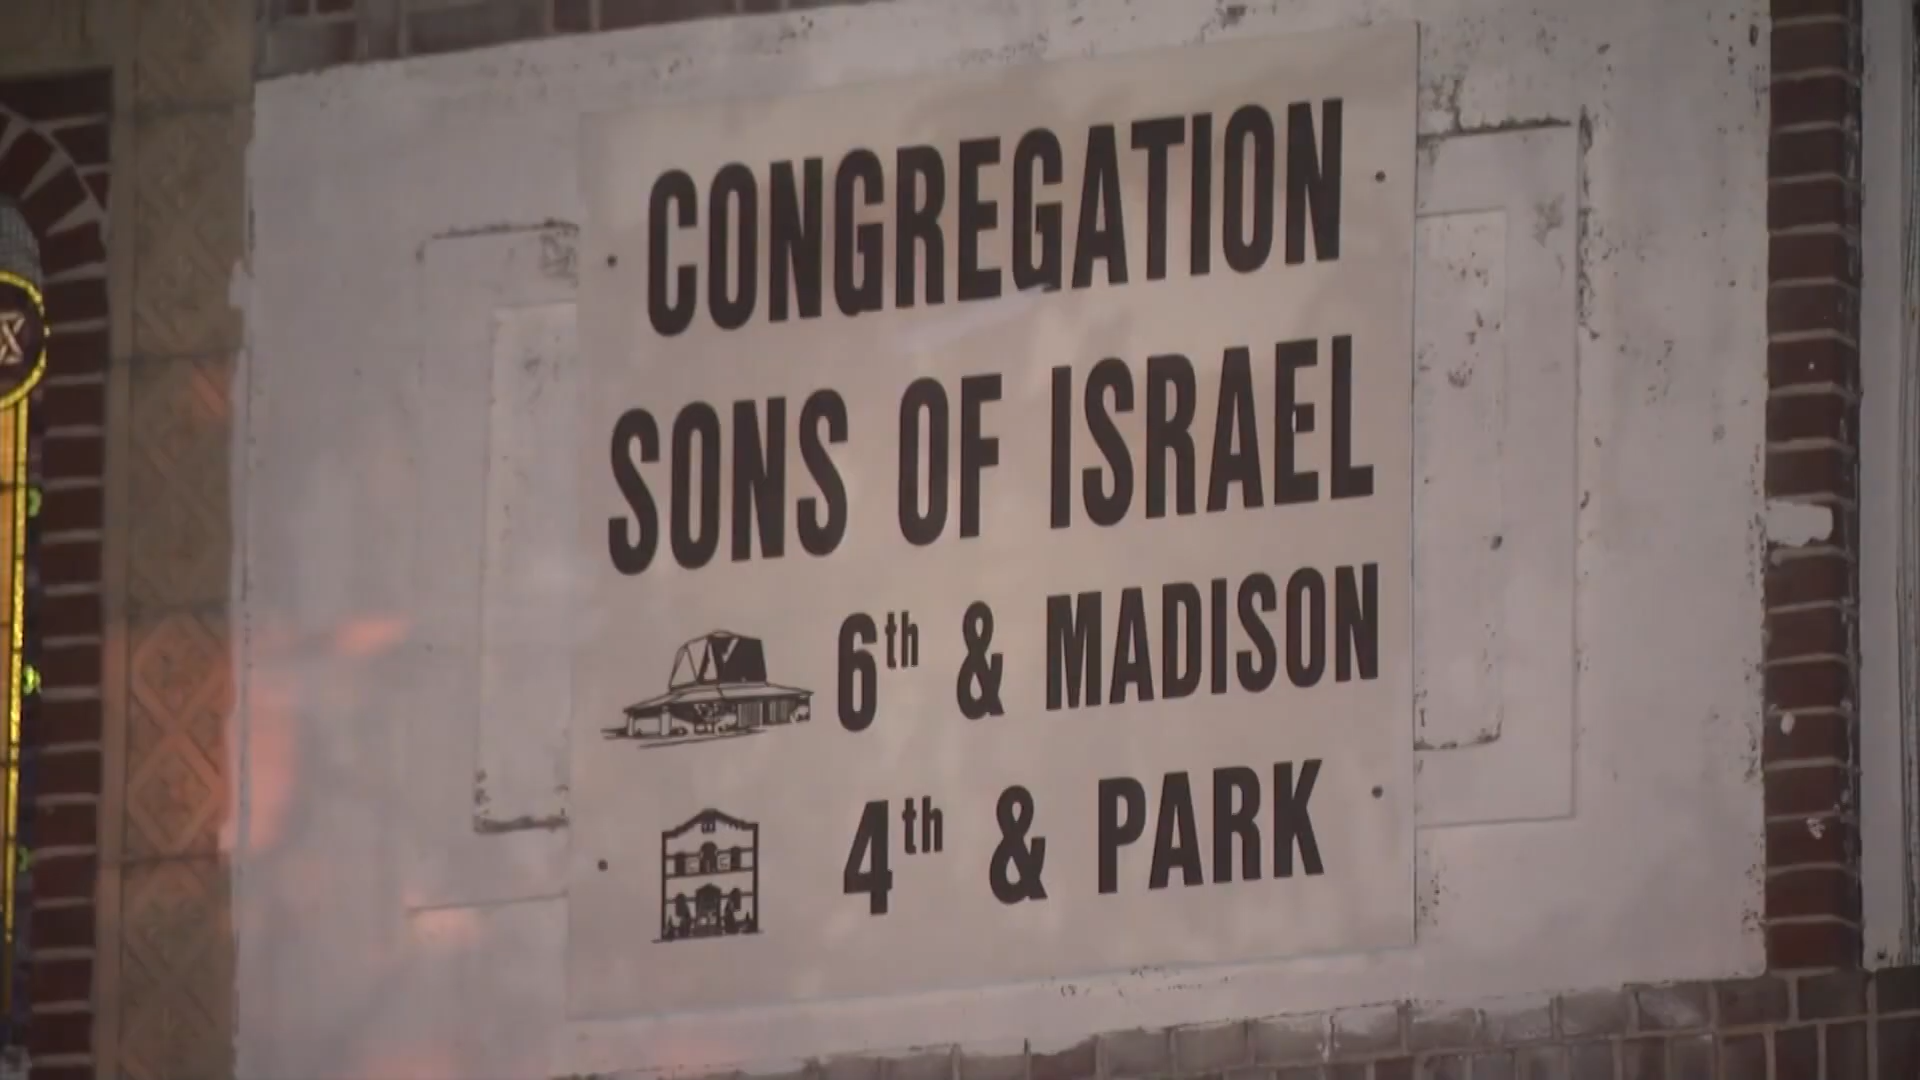 CONGREGATION
SONS OF ISRAEL
6th & MADISON
4th & PARK